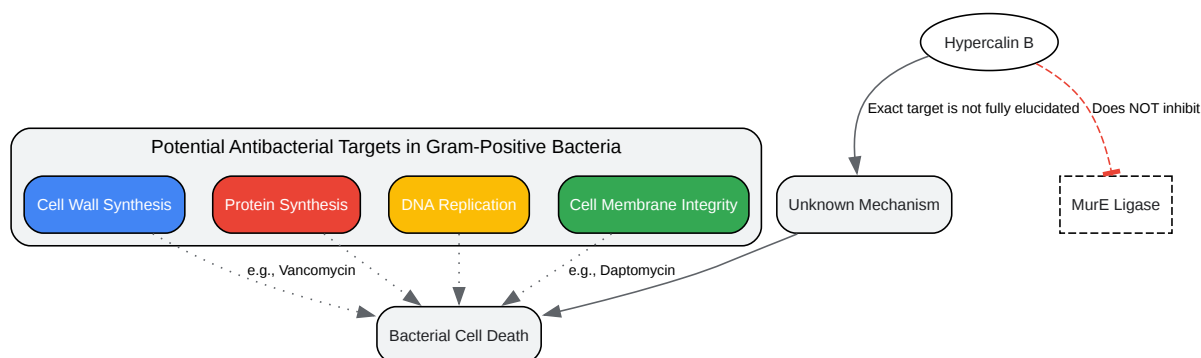 Hypercalin B
Exact target is not fully elucidated
Does NOT inhibit
Potential Antibacterial Targets in Gram-Positive Bacteria
Cell Wall Synthesis
Protein Synthesis
DNA Replication
Cell Membrane Integrity
Unknown Mechanism
MurE Ligase
e.g., Vancomycin
e.g., Daptomycin
Bacterial Cell Death